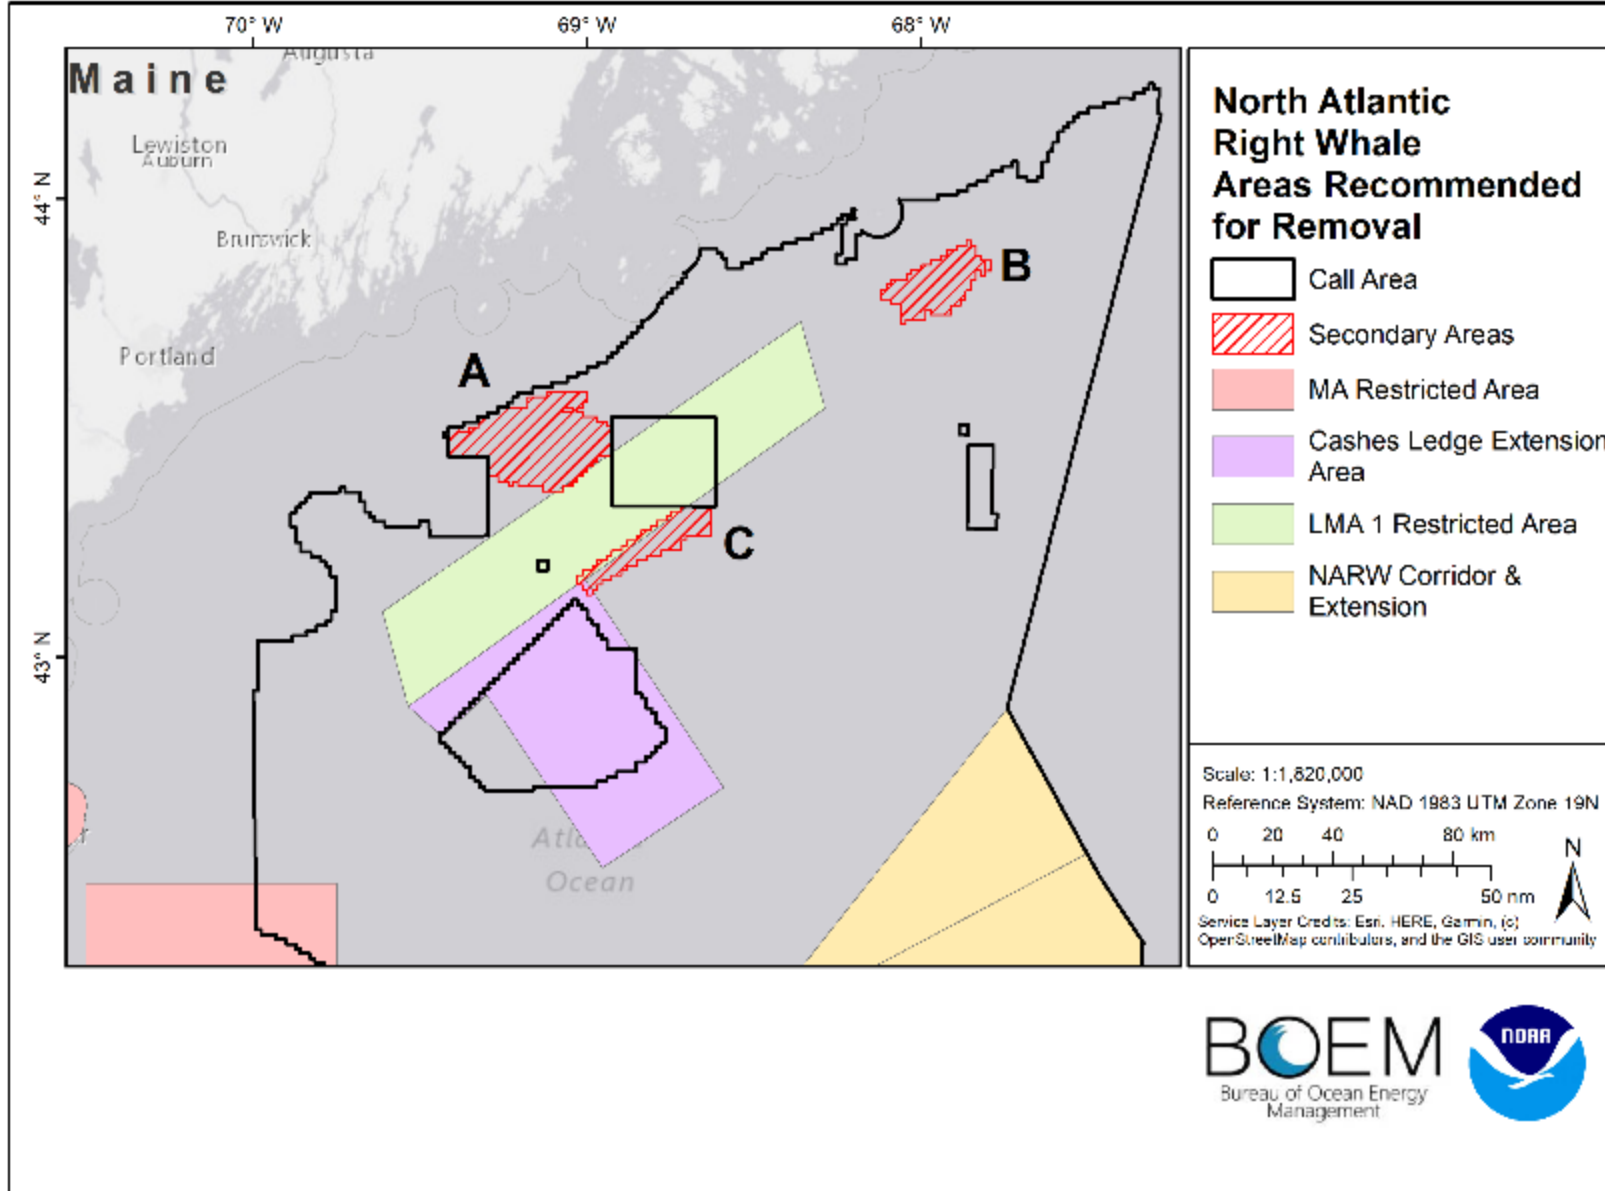 70° W
69° W
68° W
Augusta
Maine
Lewiston
Auburn
44° N
Brunswick
B
Portland
A
C
43° N
Ocean
North Atlantic
Right Whale
Areas Recommended
for Removal
Call Area
Secondary Areas
MA Restricted Area
Cashes Ledge Extension
Area
LMA 1 Restricted Area
NARW Corridor &
Extension
Scale: 1:1,820,000
Reference System: NAD 1983 UTM Zone 19N
0 20 40 80 km
N
0 12.5 25 50 nm
Service Layer Credits: Esri, HERE, Garmin, (c)
OpenStreetMap contributors, and the GIS user community
BOEM
Bureau of Ocean Energy
Management
NOAA